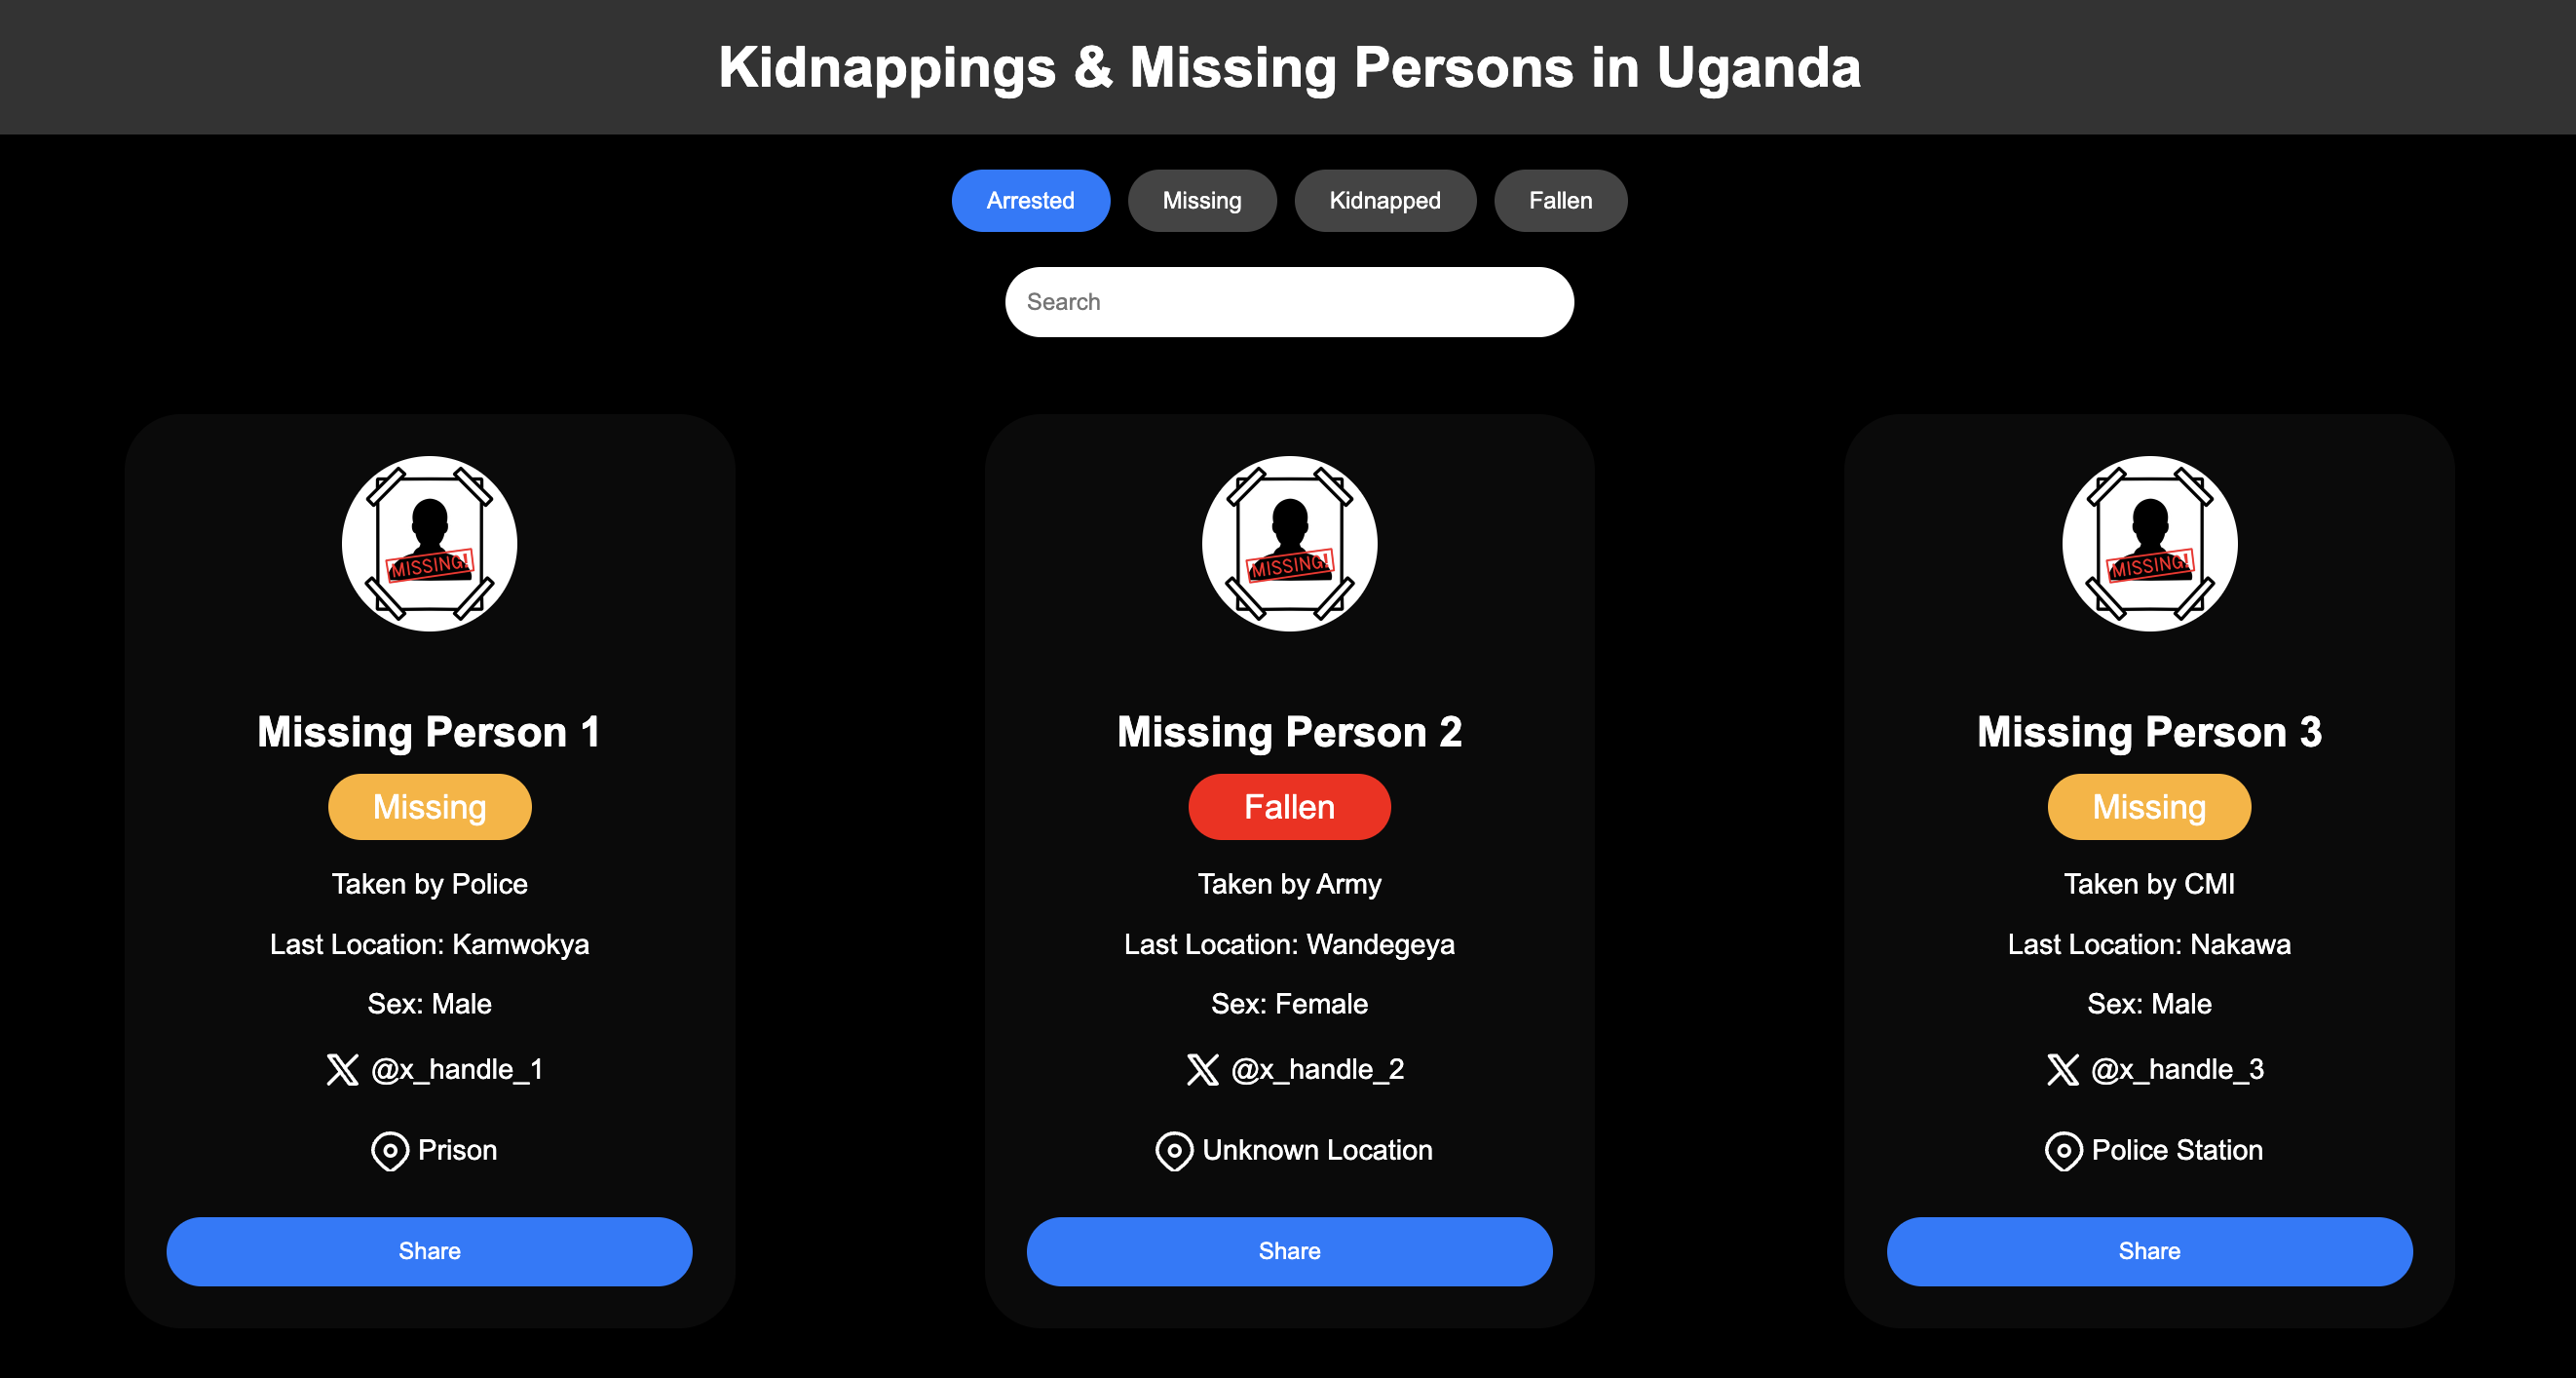 Kidnappings & Missing Persons in Uganda
Arrested Missing Kidnapped Fallen
Search
MISSING!
Missing Person 1
Missing
Taken by Police
Last Location: Kamwokya
Sex: Male
@x_handle_1
Prison
Share
MISSING!
Missing Person 2
Fallen
Taken by Army
Last Location: Wandegeya
Sex: Female
@x_handle_2
Unknown Location
Share
MISSING!
Missing Person 3
Missing
Taken by CMI
Last Location: Nakawa
Sex: Male
@x_handle_3
Police Station
Share